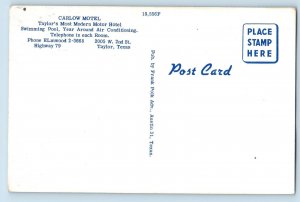 CARLOW MOTEL
Taylor's Most Modern Motor Hotel
Swimming Pool, Year Around Air Conditioning.
Telephone in each Room.
Phone ELmwood 2-3663 2005 W. 2nd St.
Highway 79 Taylor, Texas
19,556F
Pub. by Frank Polk Adv., Austin 31, Texas.
Post Card
PLACE
STAMP
HERE